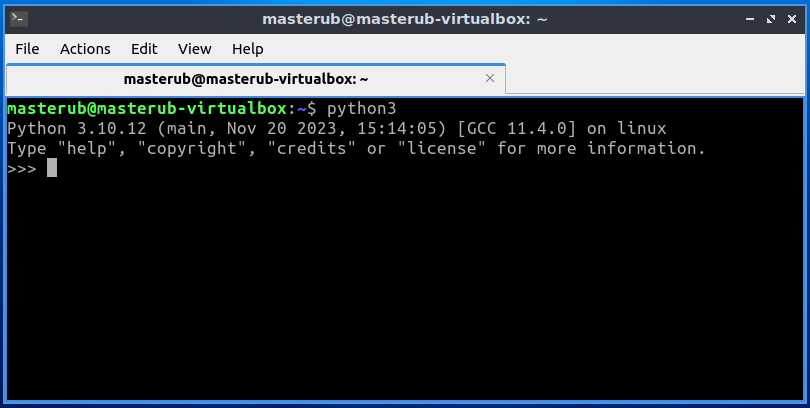 masterub@masterub-virtualbox: ~
File Actions Edit View Help
masterub@masterub-virtualbox: ~
masterub@masterub-virtualbox:~$ python3
Python 3.10.12 (main, Nov 20 2023, 15:14:05) [GCC 11.4.0] on linux
Type "help", "copyright", "credits" or "license" for more information.
>>>